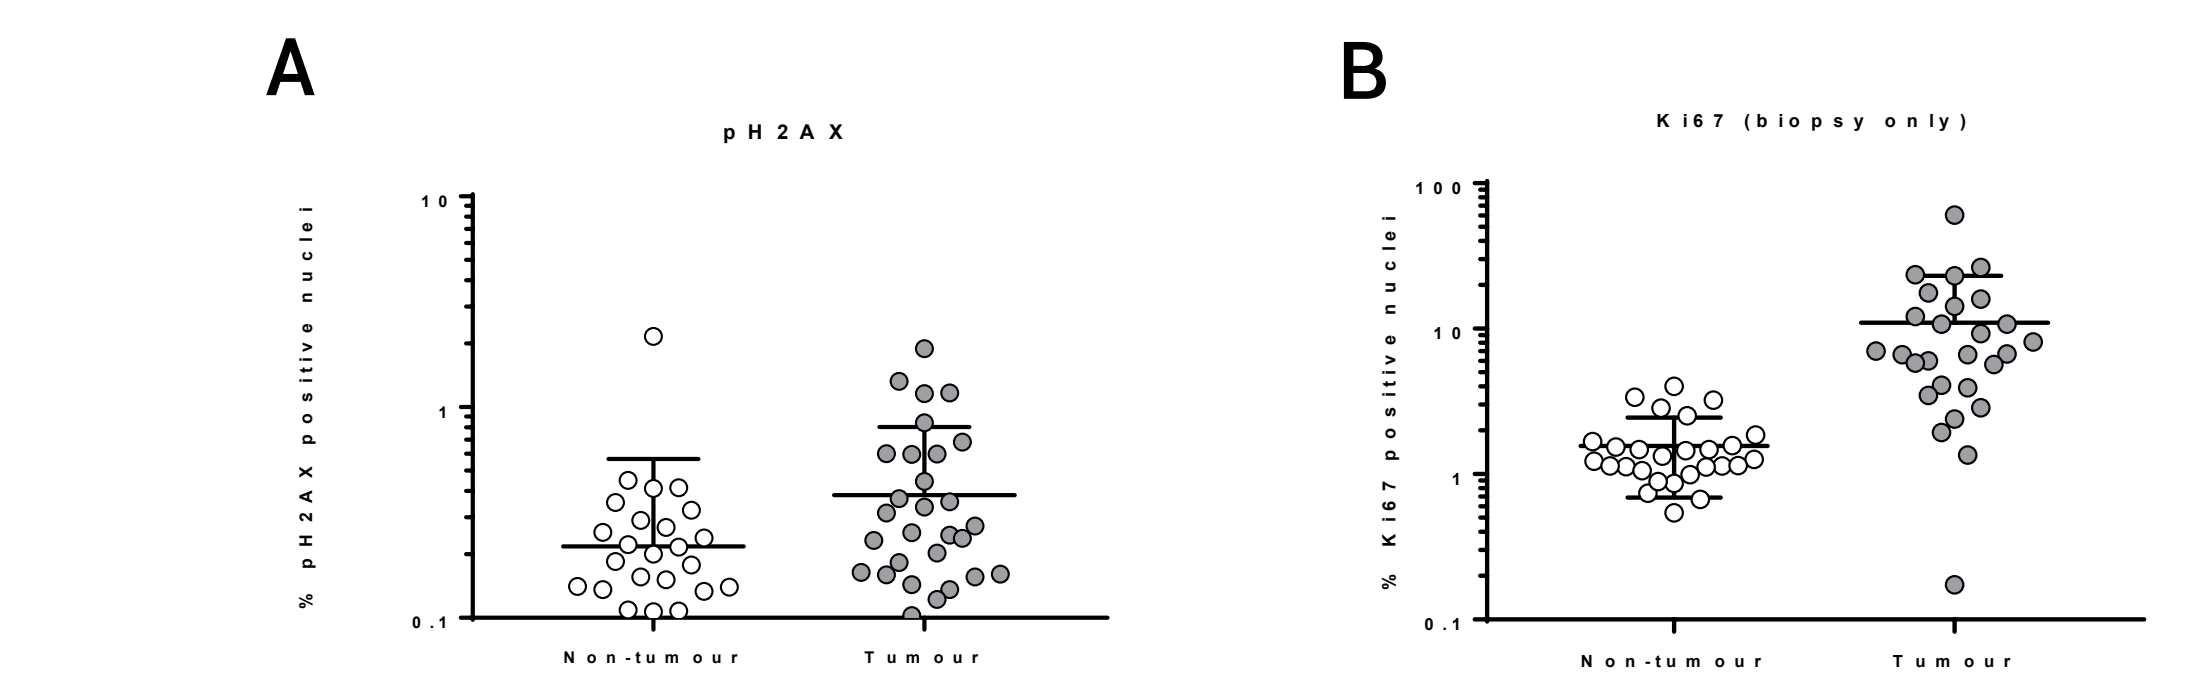 A
pH2AX
% pH2AX positive nuclei
10
1
0.1
Non-tumour
Tumour
B
Ki67 (biopsy only)
% Ki67 positive nuclei
100
10
1
0.1
Non-tumour
Tumour